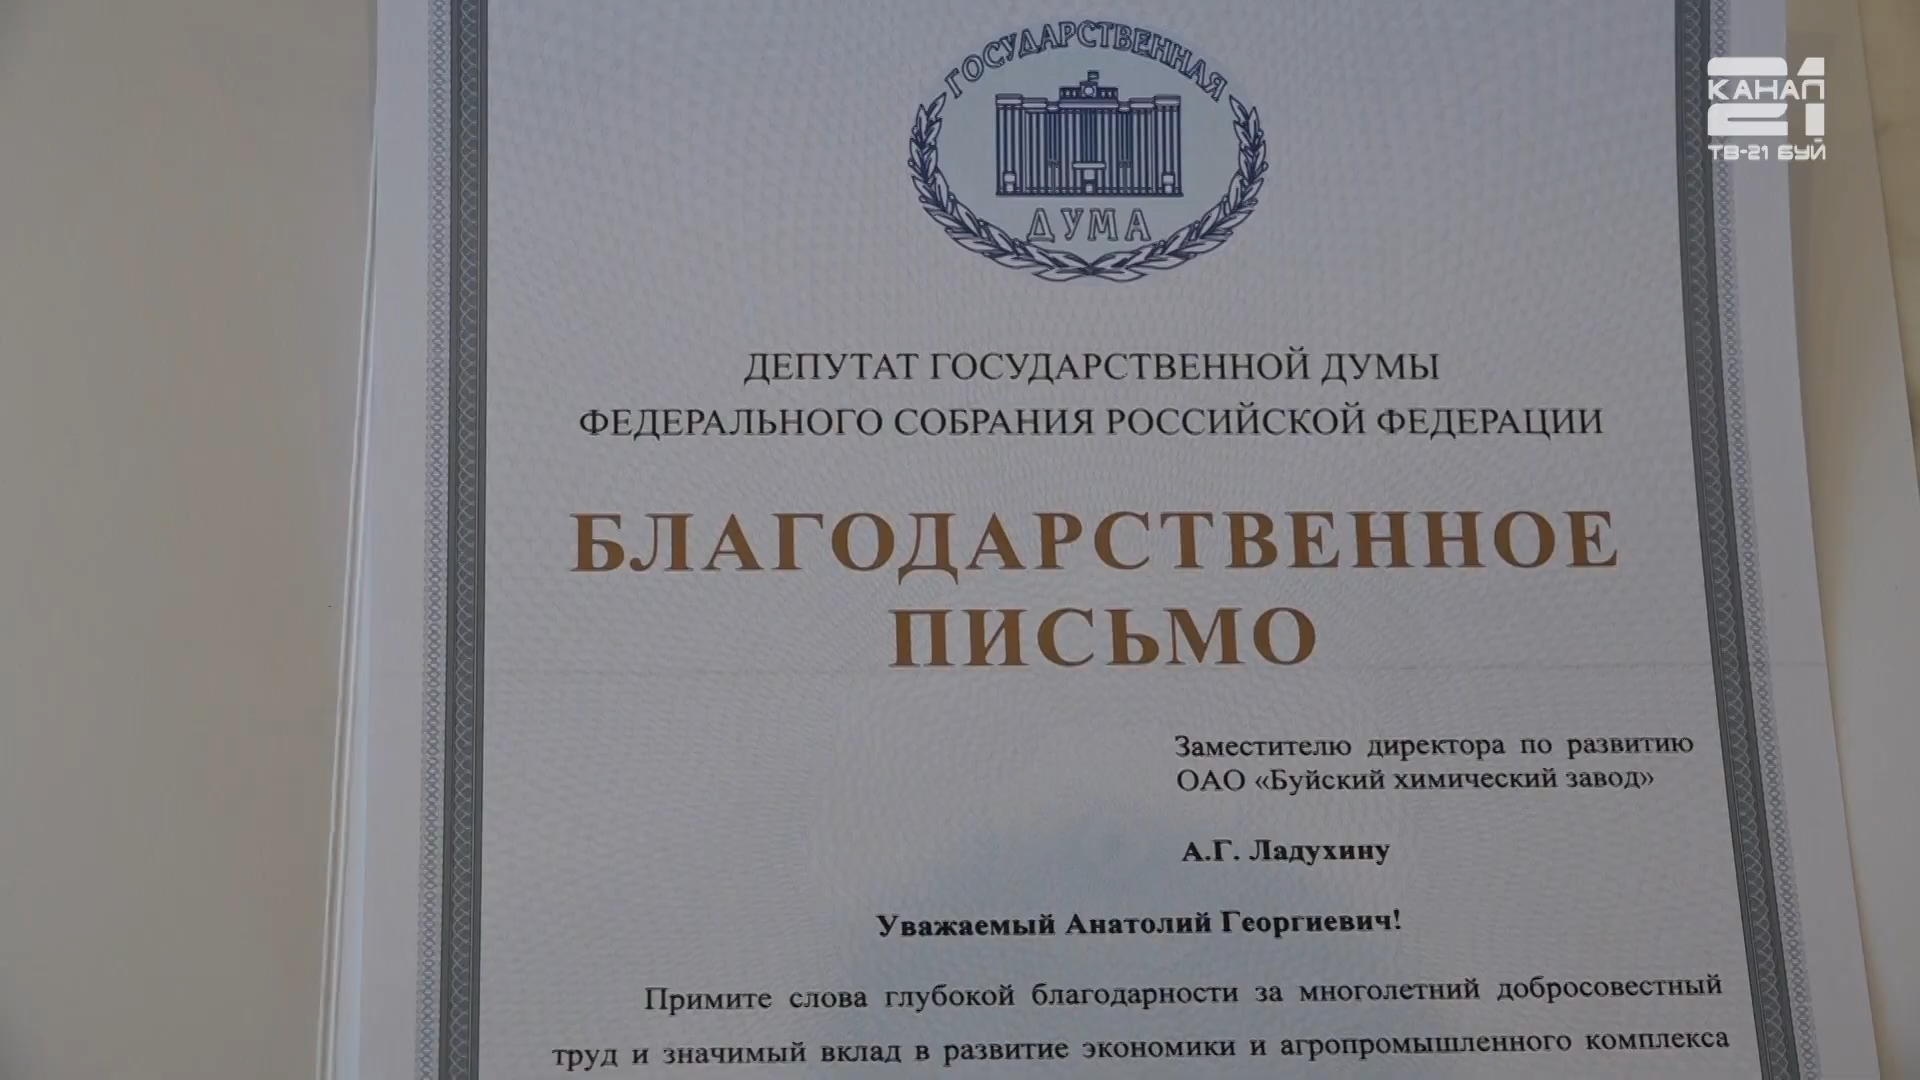 ГОСУДАРСТВЕННАЯ
ДУМА
КАНАЛ
21
ТВ-21 БУЙ
ДЕПУТАТ ГОСУДАРСТВЕННОЙ ДУМЫ
ФЕДЕРАЛЬНОГО СОБРАНИЯ РОССИЙСКОЙ ФЕДЕРАЦИИ
БЛАГОДАРСТВЕННОЕ
ПИСЬМО
Заместителю директора по развитию
ОАО «Буйский химический завод»
А.Г. Ладухину
Уважаемый Анатолий Георгиевич!
Примите слова глубокой благодарности за многолетний добросовестный
труд и значимый вклад в развитие экономики и агропромышленного комплекса